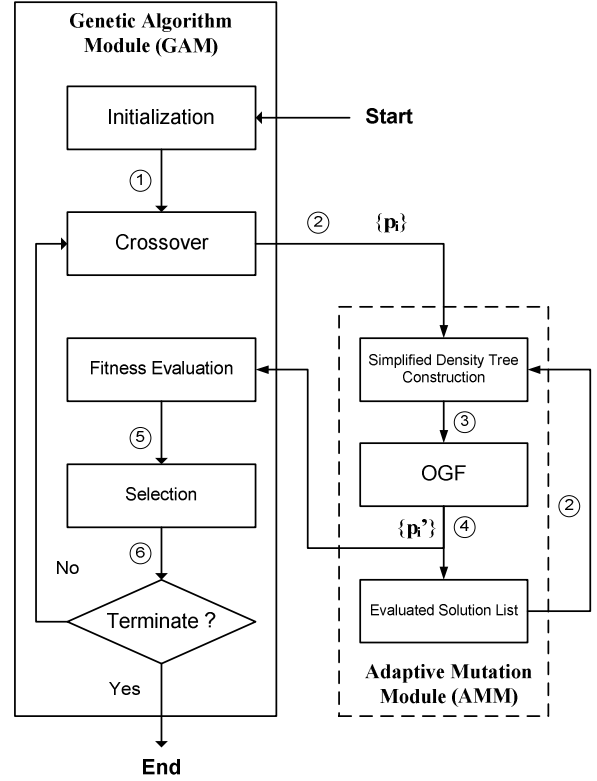 Genetic Algorithm
Module (GAM)
Initialization
Start
①
Crossover
②
{pᵢ}
Fitness Evaluation
Simplified Density Tree
Construction
③
⑤
OGF
Selection
{pᵢ’}
④
②
⑥
No
Terminate ?
Evaluated Solution List
Yes
Adaptive Mutation
Module (AMM)
End